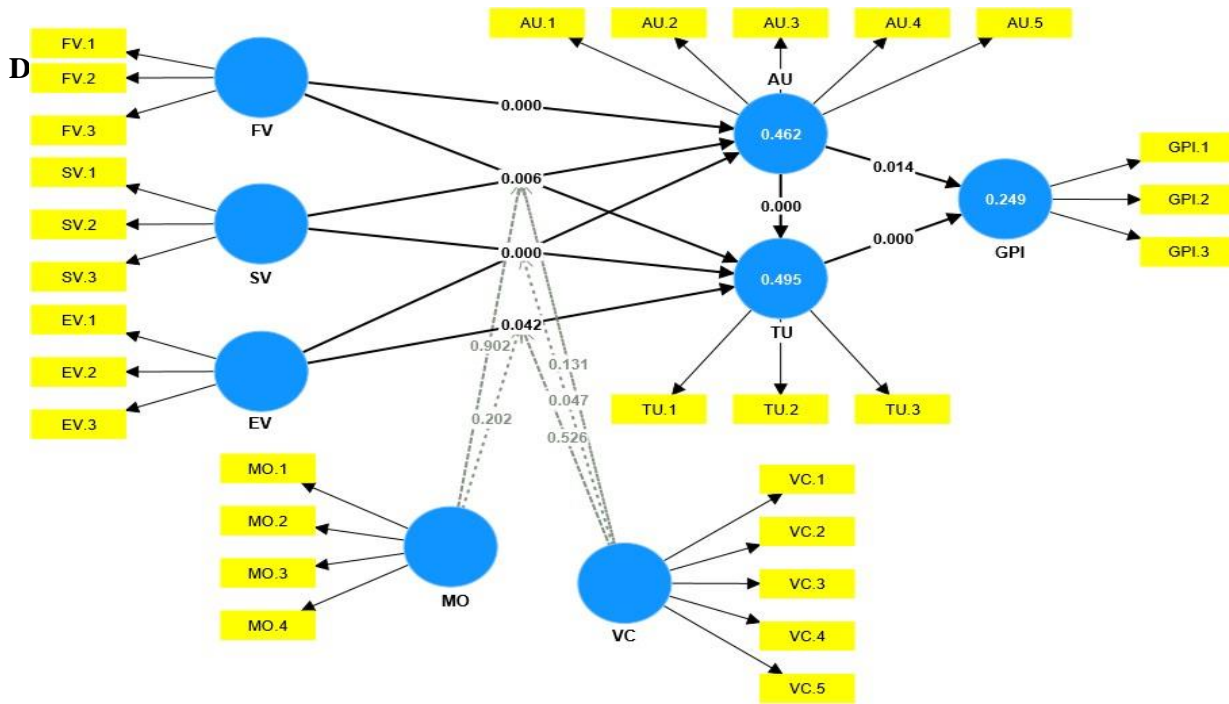 AU.1
AU.2
AU.3
AU.4
AU.5
FV.1
D
FV.2
FV.3
FV
AU
0.462
0.000
0.014
GPI.1
GPI.2
GPI.3
0.249
GPI
SV.1
SV.2
SV.3
SV
0.006
0.000
0.000
0.000
0.495
TU
EV.1
EV.2
EV.3
EV
0.042
0.902
0.131
0.202
0.047
0.526
TU.1
TU.2
TU.3
MO.1
MO.2
MO.3
MO.4
MO
VC.1
VC.2
VC.3
VC.4
VC.5
VC